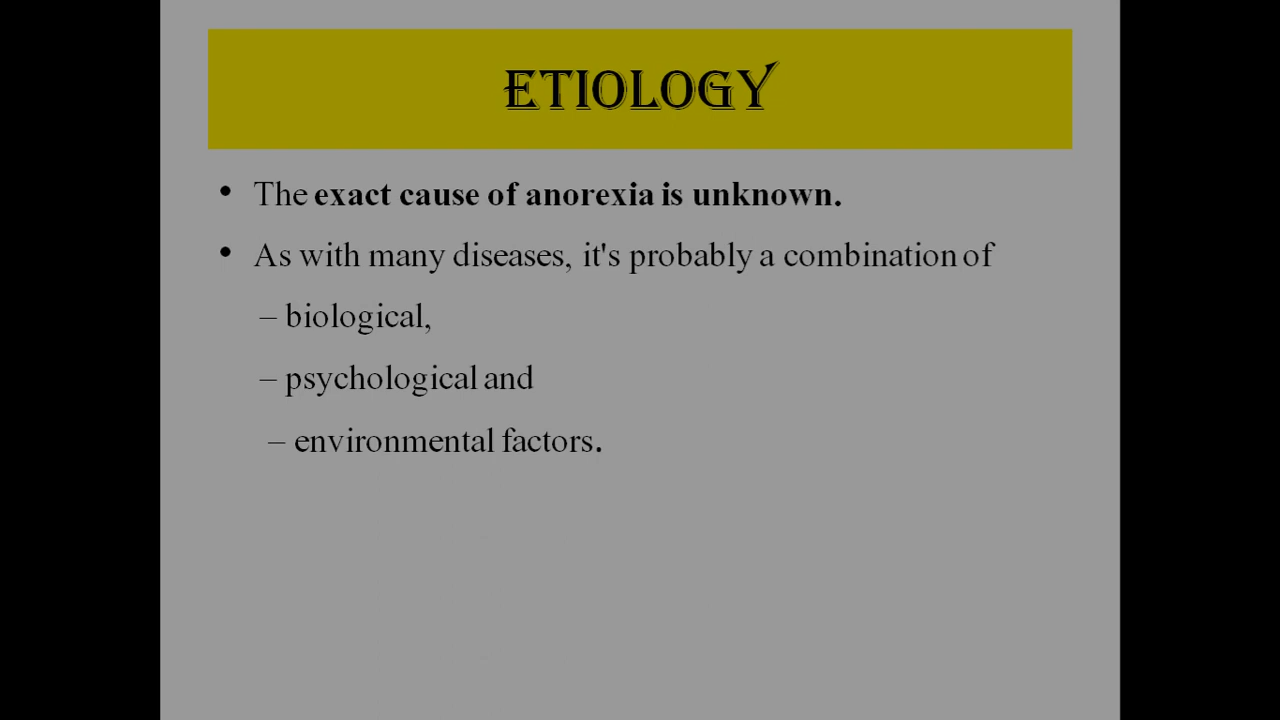 ETIOLOGY
• The exact cause of anorexia is unknown.
• As with many diseases, it's probably a combination of
– biological,
– psychological and
– environmental factors.